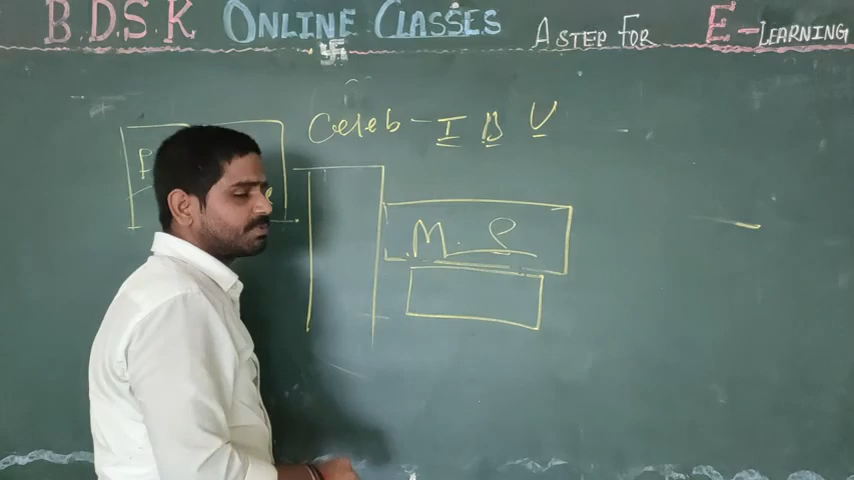 B.D.S.K ONLINE CLASSES A STEP FOR E-LEARNING
Celeb - I B V
M. P